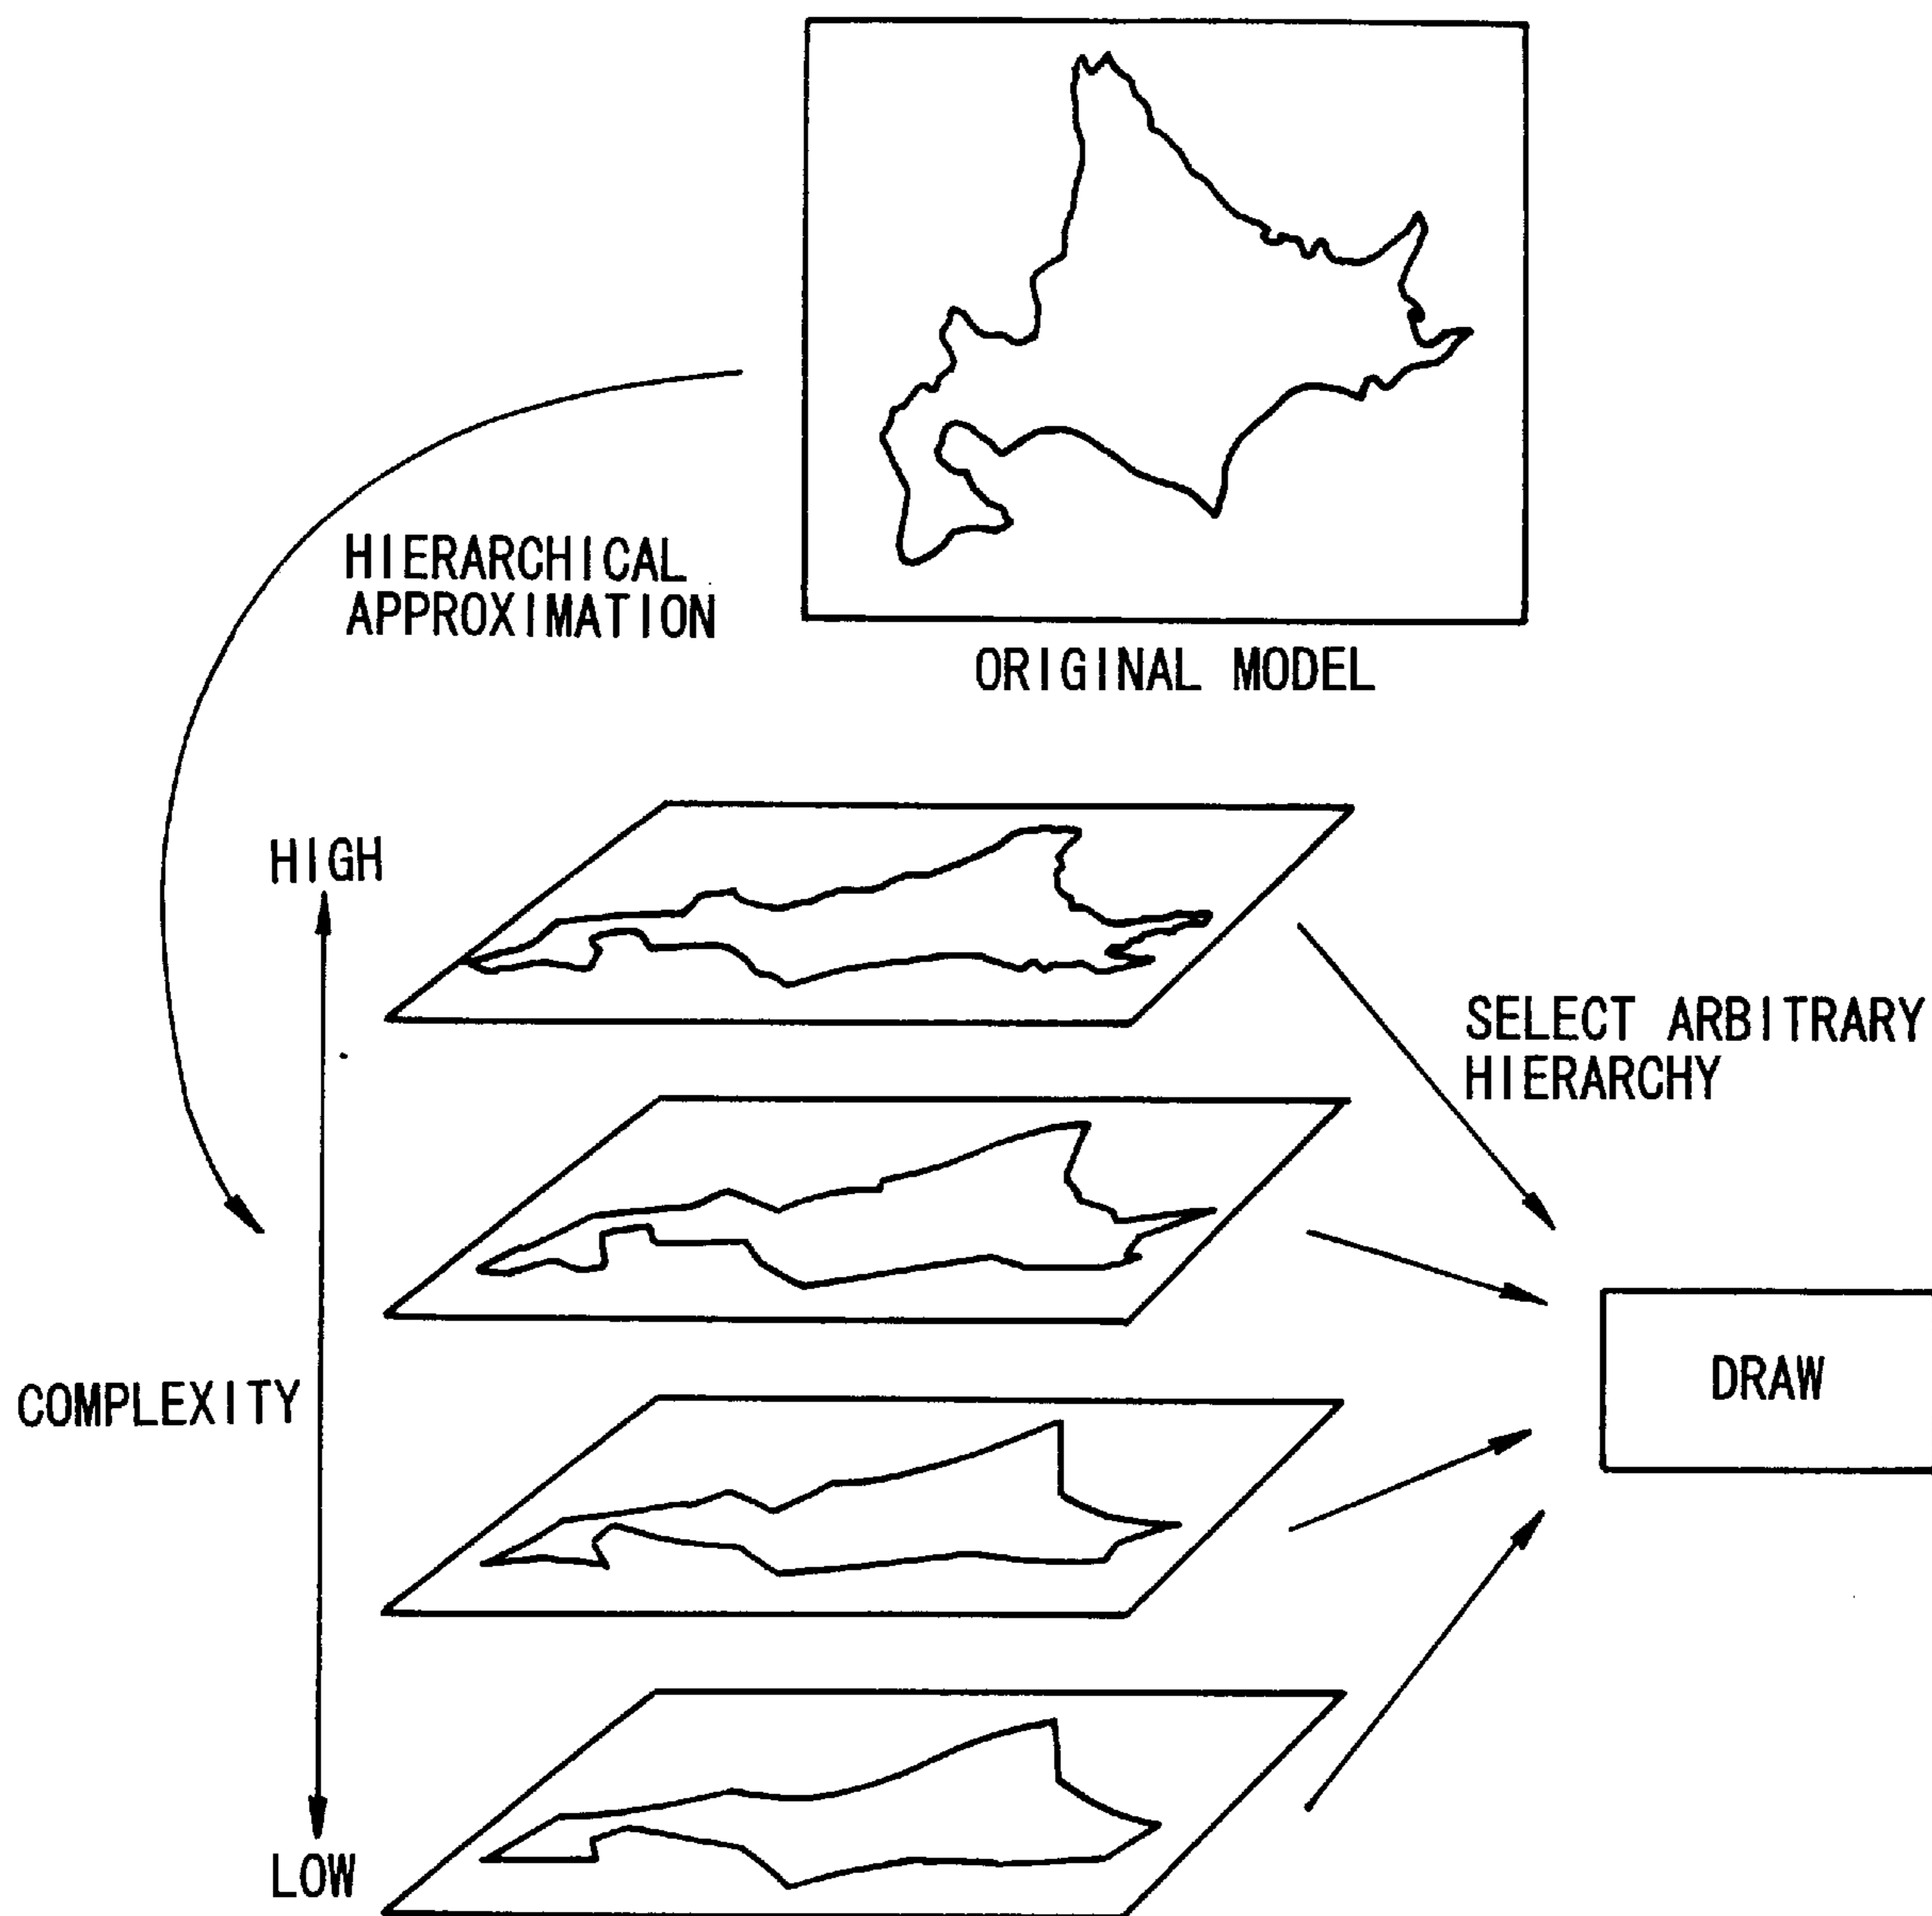 HIERARCHICAL
APPROXIMATION
ORIGINAL MODEL
HIGH
SELECT ARBITRARY
HIERARCHY
COMPLEXITY
DRAW
LOW